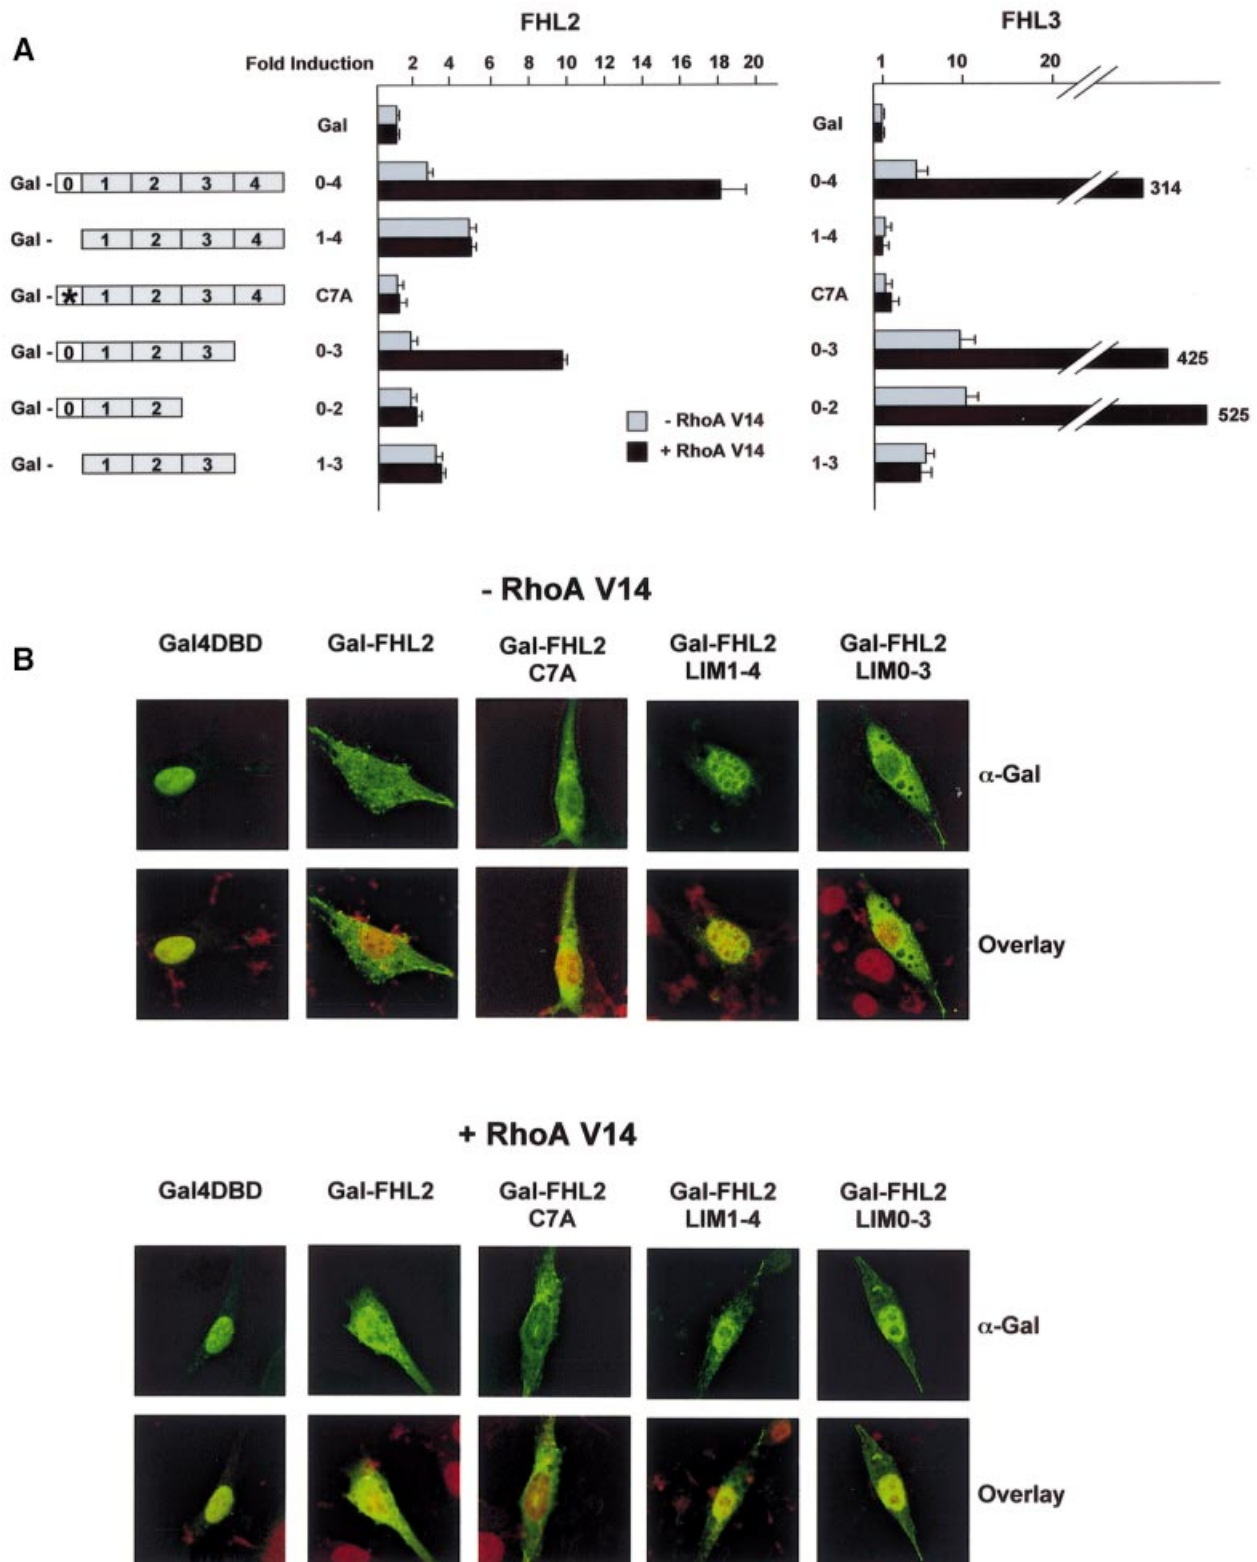 A
FHL2
FHL3
Fold Induction 2 4 6 8 10 12 14 16 18 20
1 10 20
Gal
Gal
Gal - 0 1 2 3 4
0-4
0-4
314
Gal - 1 2 3 4
1-4
1-4
Gal - * 1 2 3 4
C7A
C7A
Gal - 0 1 2 3
0-3
0-3
425
Gal - 0 1 2
0-2
- RhoA V14
+ RhoA V14
0-2
525
Gal - 1 2 3
1-3
1-3
- RhoA V14
B
Gal4DBD
Gal-FHL2
Gal-FHL2
C7A
Gal-FHL2
LIM1-4
Gal-FHL2
LIM0-3
α-Gal
Overlay
+ RhoA V14
Gal4DBD
Gal-FHL2
Gal-FHL2
C7A
Gal-FHL2
LIM1-4
Gal-FHL2
LIM0-3
α-Gal
Overlay